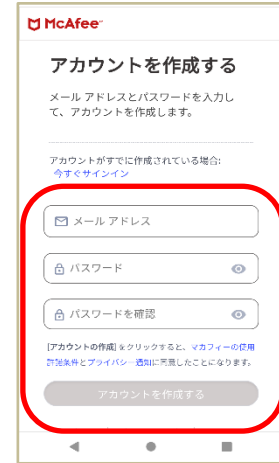 McAfee
アカウントを作成する
メール アドレスとパスワードを入力し
て、アカウントを作成します。
アカウントがすでに作成されている場合:
今すぐサインイン
メール アドレス
パスワード
パスワードを確認
[アカウントの作成] をクリックすると、マカフィーの使用
許諾条件とプライバシー通知に同意したことになります。
アカウントを作成する